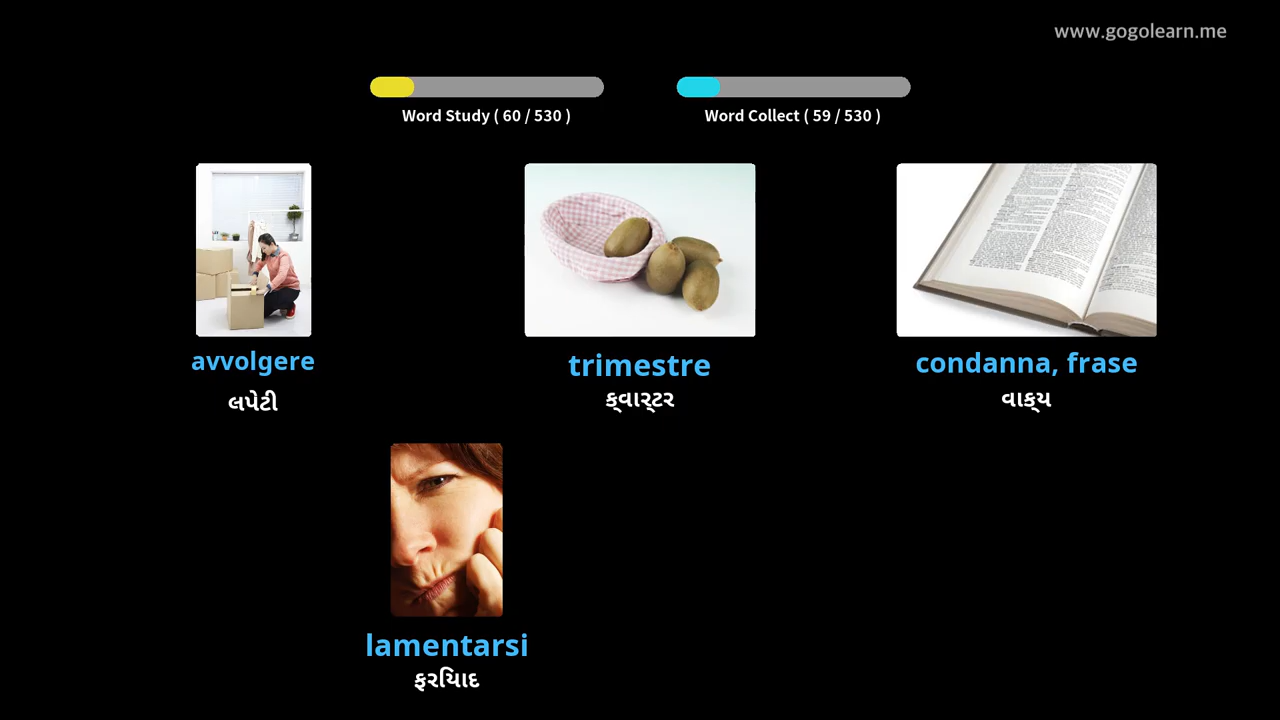 www.gogolearn.me
Word Study ( 60 / 530 )
Word Collect ( 59 / 530 )
avvolgere
લપેટી
trimestre
ક્વાર્ટર
condanna, frase
વાક્ય
lamentarsi
ફરિયાદ